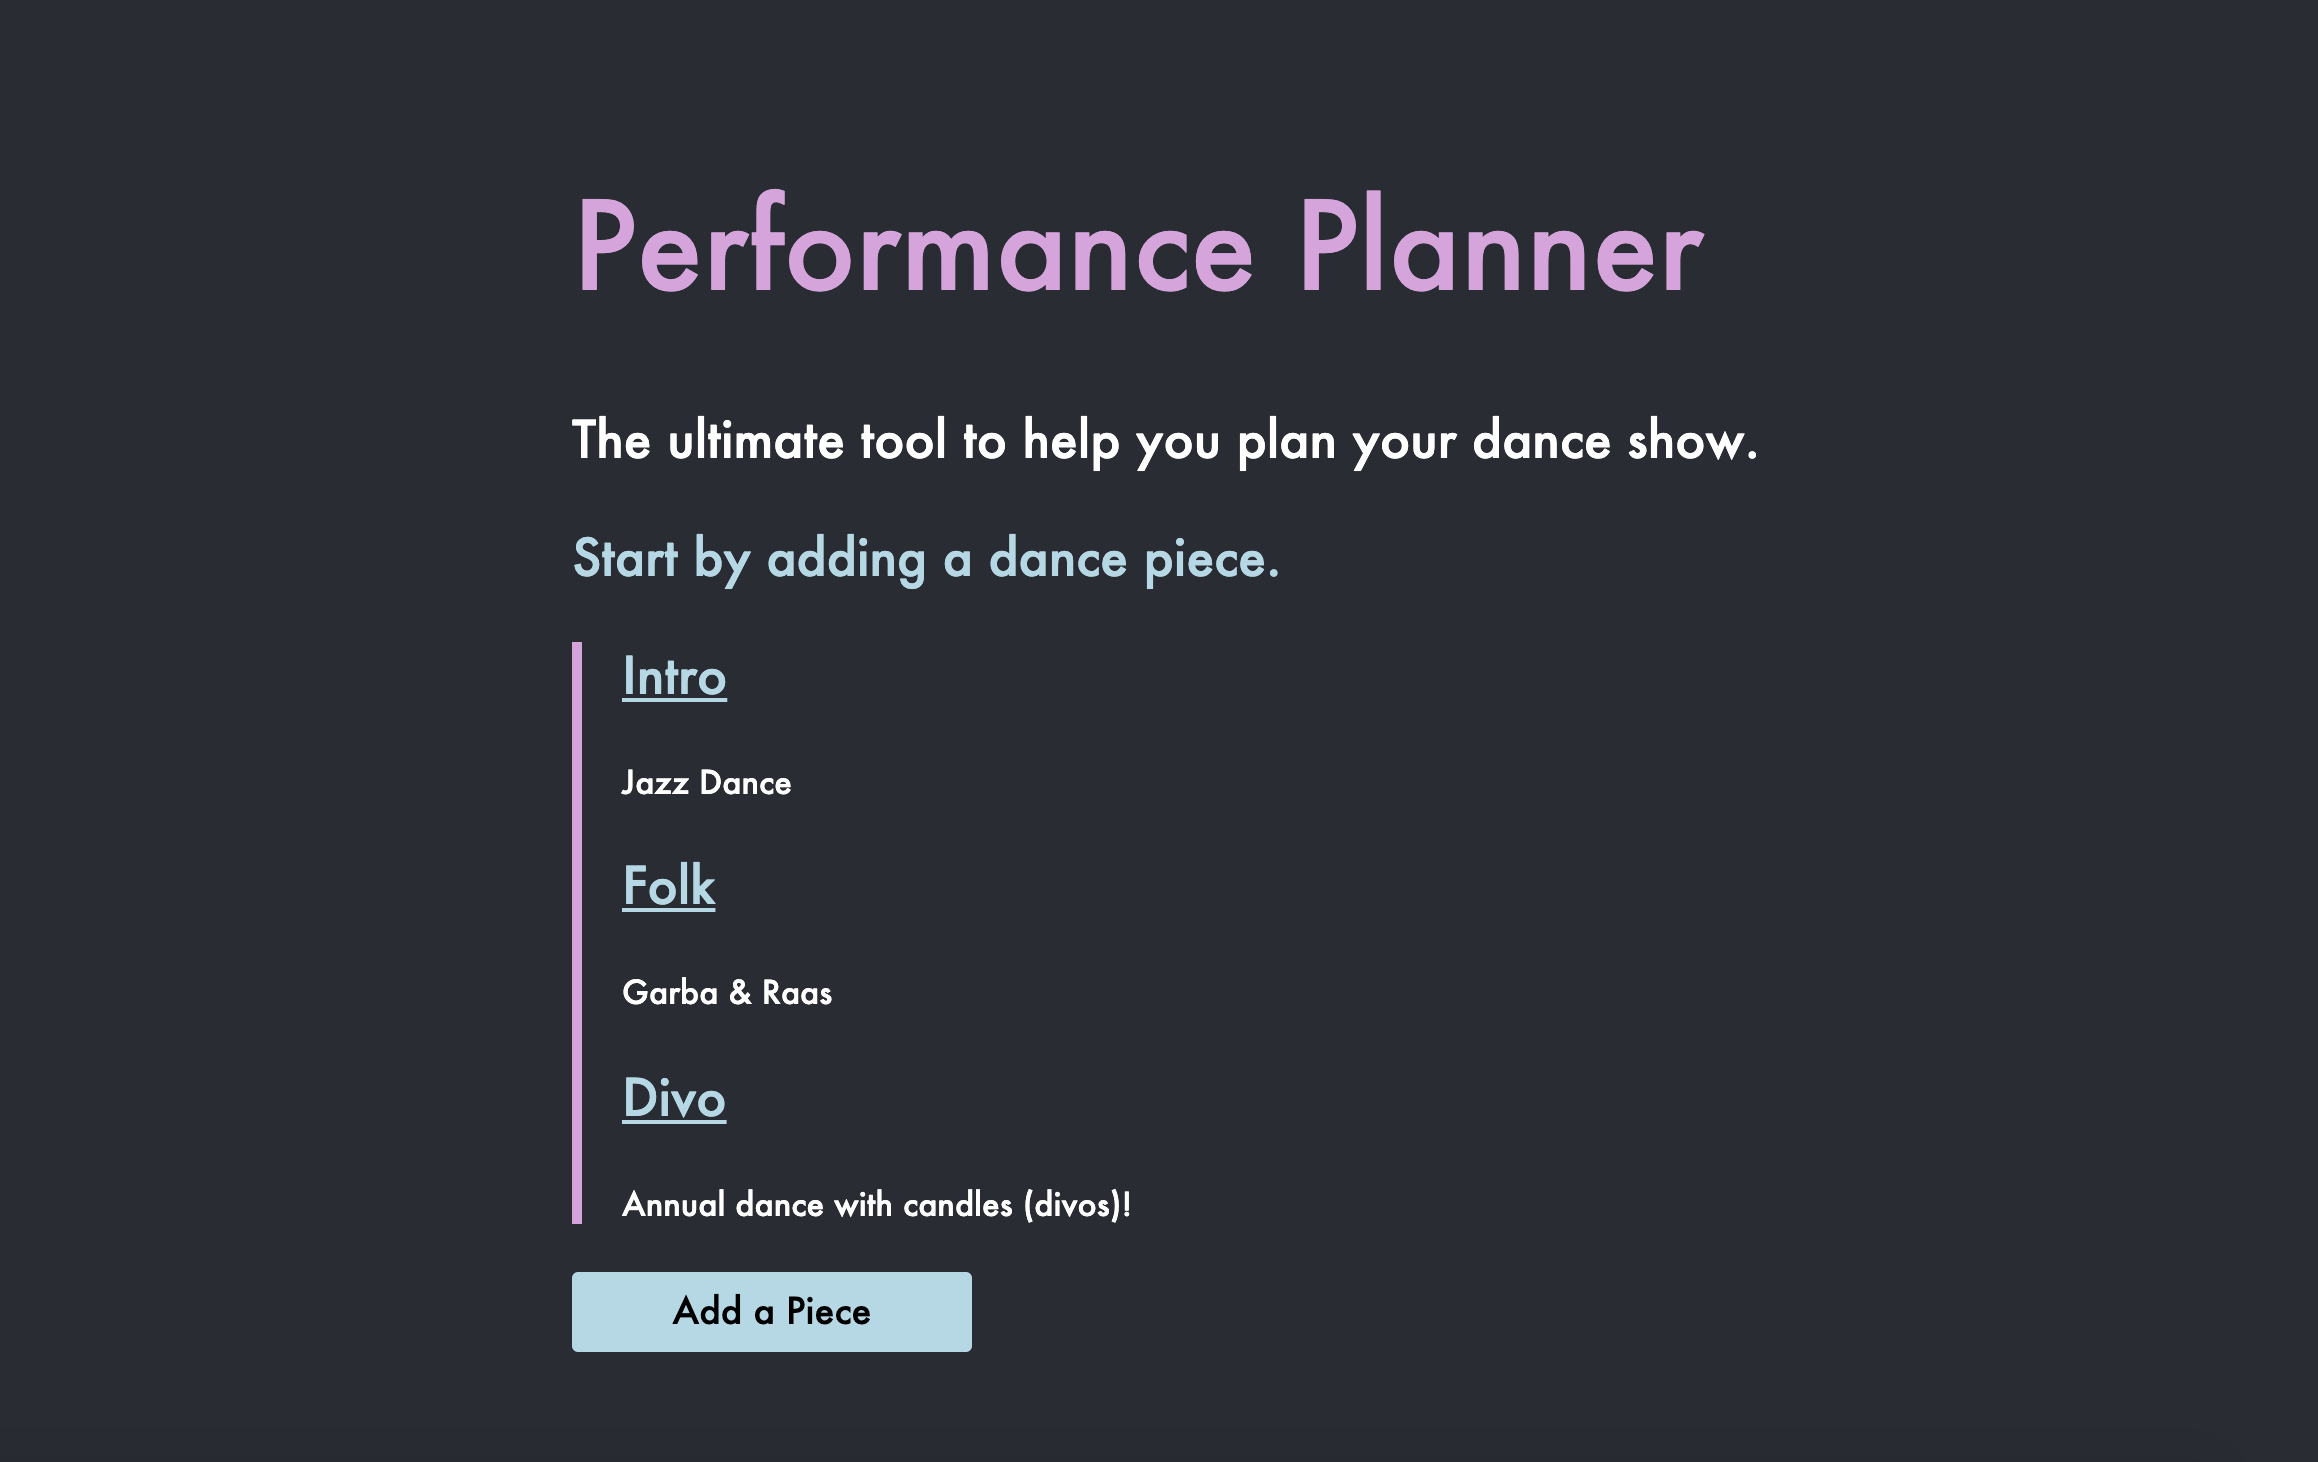 Performance Planner
The ultimate tool to help you plan your dance show.
Start by adding a dance piece.
Intro
Jazz Dance
Folk
Garba & Raas
Divo
Annual dance with candles (divos)!
Add a Piece